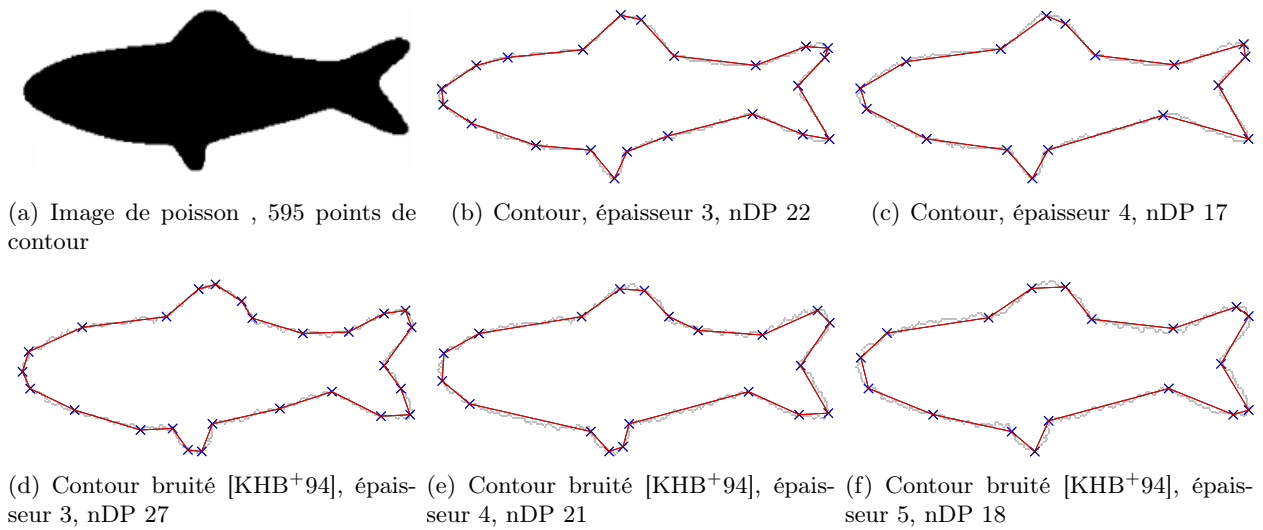 (a) Image de poisson , 595 points de
contour
(b) Contour, épaisseur 3, nDP 22
(c) Contour, épaisseur 4, nDP 17
(d) Contour bruité [KHB+94], épais-
seur 3, nDP 27
(e) Contour bruité [KHB+94], épais-
seur 4, nDP 21
(f) Contour bruité [KHB+94], épais-
seur 5, nDP 18